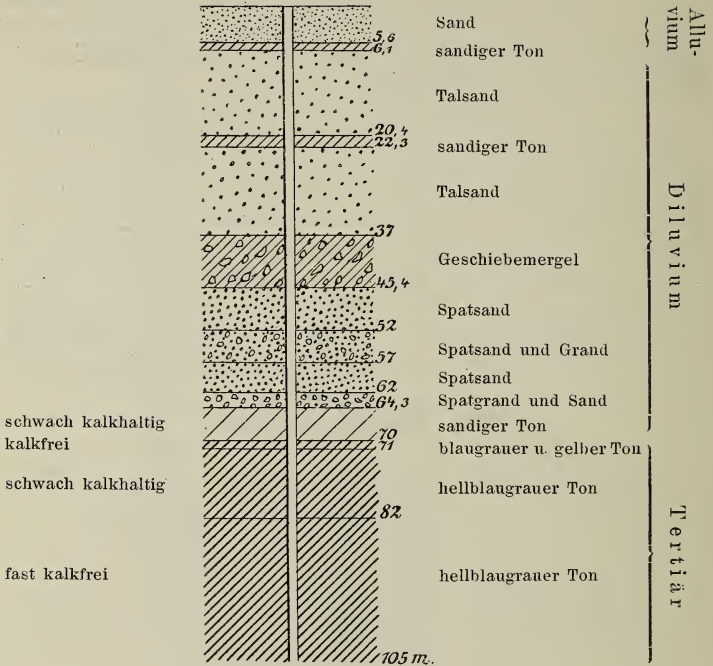 Allu-
vium
Sand
5,6
6,1
sandiger Ton
Talsand
20,4
22,3
sandiger Ton
Talsand
37
Geschiebemergel
45,4
Spatsand
52
Spatsand und Grand
57
Spatsand
62
64,3
Spatgrand und Sand
Diluvium
schwach kalkhaltig
sandiger Ton
70
kalkfrei
71
blaugrauer u. gelber Ton
schwach kalkhaltig
hellblaugrauer Ton
82
fast kalkfrei
hellblaugrauer Ton
Tertiär
105 m.